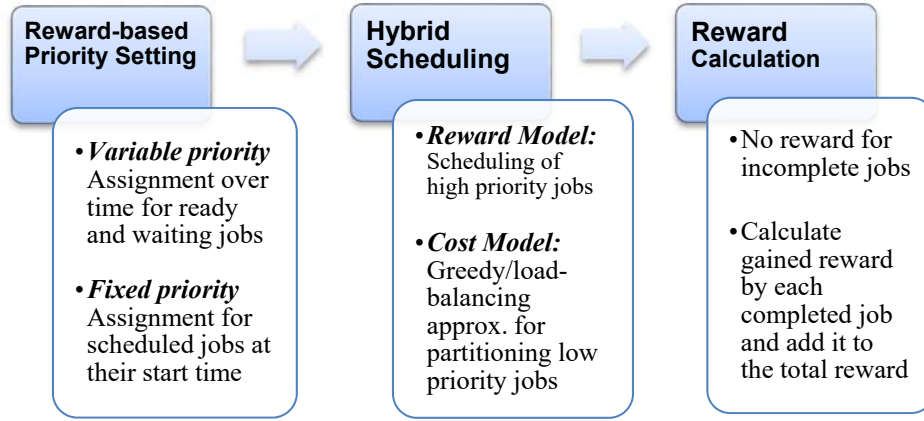 Reward-based
Priority Setting
• Variable priority
Assignment over
time for ready
and waiting jobs
• Fixed priority
Assignment for
scheduled jobs at
their start time
Hybrid
Scheduling
• Reward Model:
Scheduling of
high priority jobs
• Cost Model:
Greedy/load-
balancing
approx. for
partitioning low
priority jobs
Reward
Calculation
• No reward for
incomplete jobs
• Calculate
gained reward
by each
completed job
and add it to
the total reward